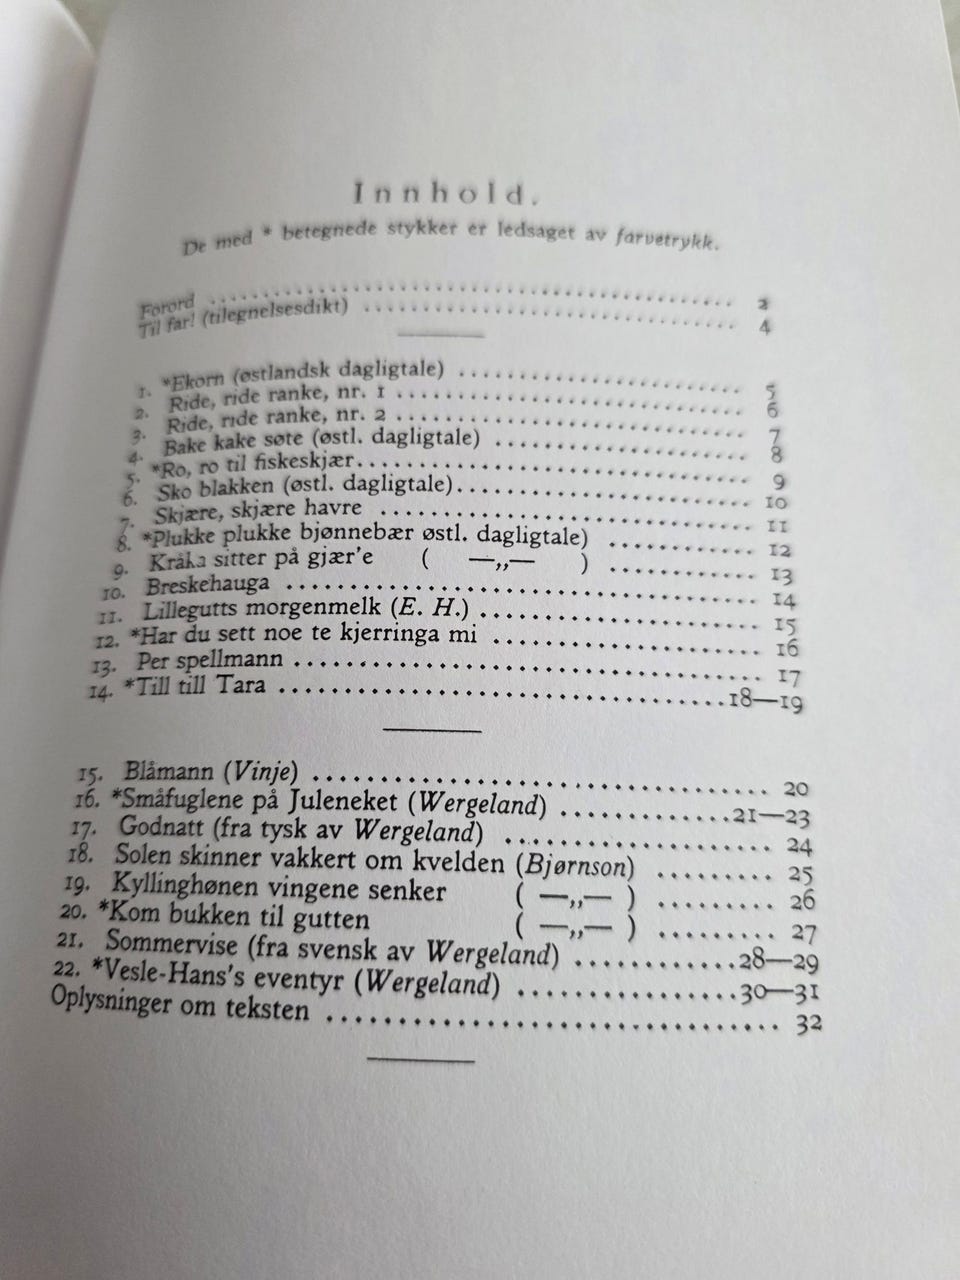 Innhold.
De med * betegnede stykker er ledsaget av farvetrykk.
Forord ........................................ 2
Til far! (tilegnelsesdikt) ........................................ 4
1. *Ekorn (østlandsk dagligtale) ........................................ 5
2. Ride, ride ranke, nr. 1 ........................................ 6
3. Ride, ride ranke, nr. 2 ........................................ 7
4. Bake kake søte (østl. dagligtale) ........................................ 8
5. *Ro, ro til fiskeskjær ........................................ 9
6. Sko blakken (østl. dagligtale) ........................................ 10
7. Skjære, skjære havre ........................................ 11
8. *Plukke plukke bjønnebær østl. dagligtale) .............. 12
9. Kråka sitter på gjær'e ( —„— ) .............. 13
10. Breskehauga ........................................ 14
11. Lillegutts morgenmelk (E. H.) ........................................ 15
12. *Har du sett noe te kjerringa mi ........................................ 16
13. Per spellmann ........................................ 17
14. *Till till Tara ........................................ 18—19
15. Blåmann (Vinje) ........................................ 20
16. *Småfuglene på Juleneket (Wergeland) .............. 21—23
17. Godnatt (fra tysk av Wergeland) ........................ 24
18. Solen skinner vakkert om kvelden (Bjørnson) ......... 25
19. Kyllinghønen vingene senker ( —„— ) ......... 26
20. *Kom bukken til gutten ( —„— ) ......... 27
21. Sommervise (fra svensk av Wergeland) ............ 28—29
22. *Vesle-Hans's eventyr (Wergeland) ................ 30—31
Oplysninger om teksten ................................ 32